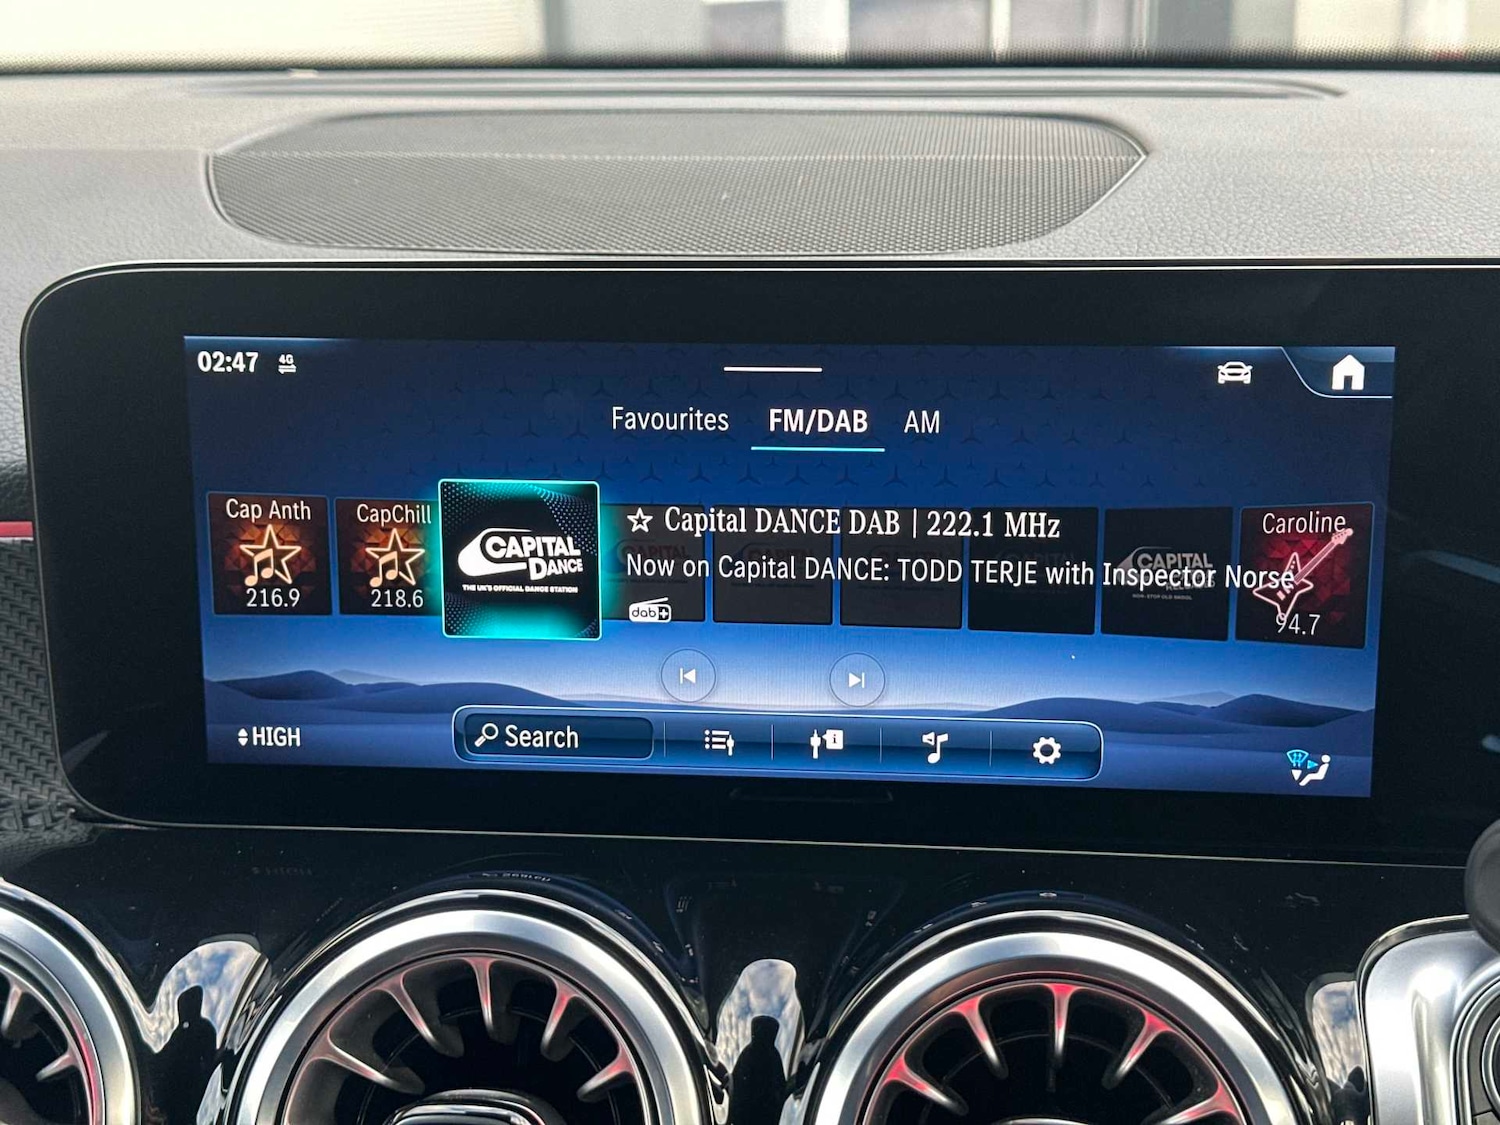 02:47 4G
Favourites FM/DAB AM
Cap Anth
216.9
CapChill
218.6
CAPITAL
DANCE
THE UK'S OFFICIAL DANCE STATION
Capital DANCE DAB | 222.1 MHz
Now on Capital DANCE: TODD TERJE with Inspector Norse
dab+
CAPITAL
Caroline
94.7
HIGH
Search